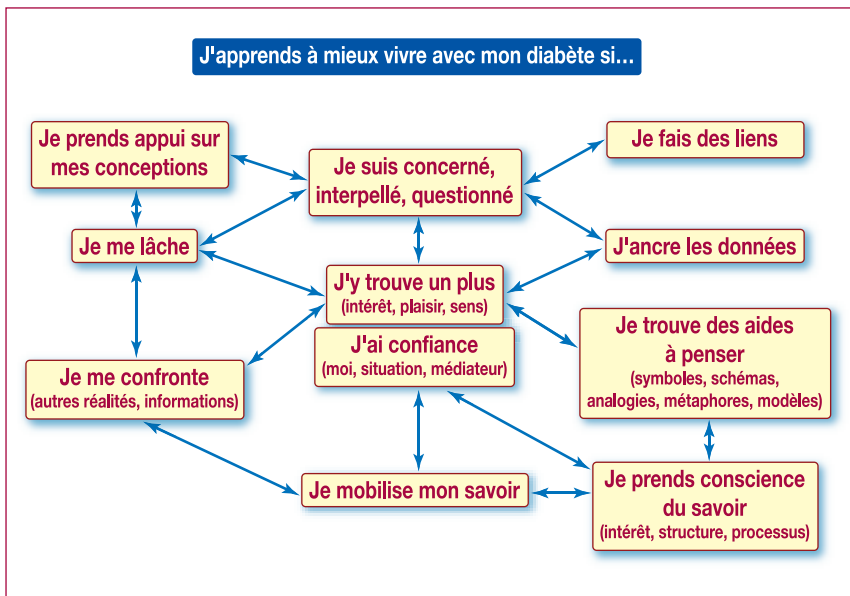 J'apprends à mieux vivre avec mon diabète si...
Je prends appui sur
mes conceptions
Je suis concerné,
interpellé, questionné
Je fais des liens
Je me lâche
J'ancre les données
J'y trouve un plus
(intérêt, plaisir, sens)
J'ai confiance
(moi, situation, médiateur)
Je trouve des aides
à penser
(symboles, schémas,
analogies, métaphores, modèles)
Je me confronte
(autres réalités, informations)
Je mobilise mon savoir
Je prends conscience
du savoir
(intérêt, structure, processus)